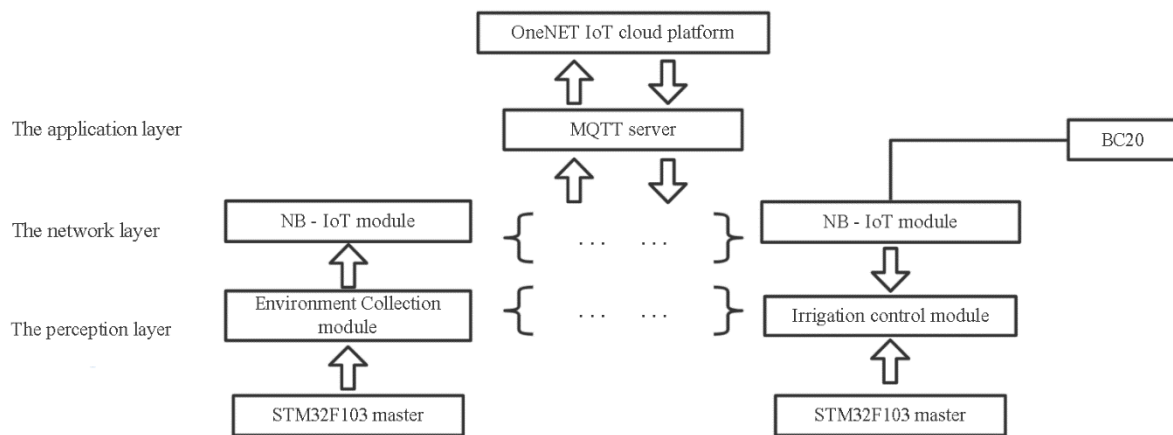 OneNET IoT cloud platform
The application layer
MQTT server
BC20
The network layer
NB - IoT module
... ...
NB - IoT module
The perception layer
Environment Collection
module
... ...
Irrigation control module
STM32F103 master
STM32F103 master